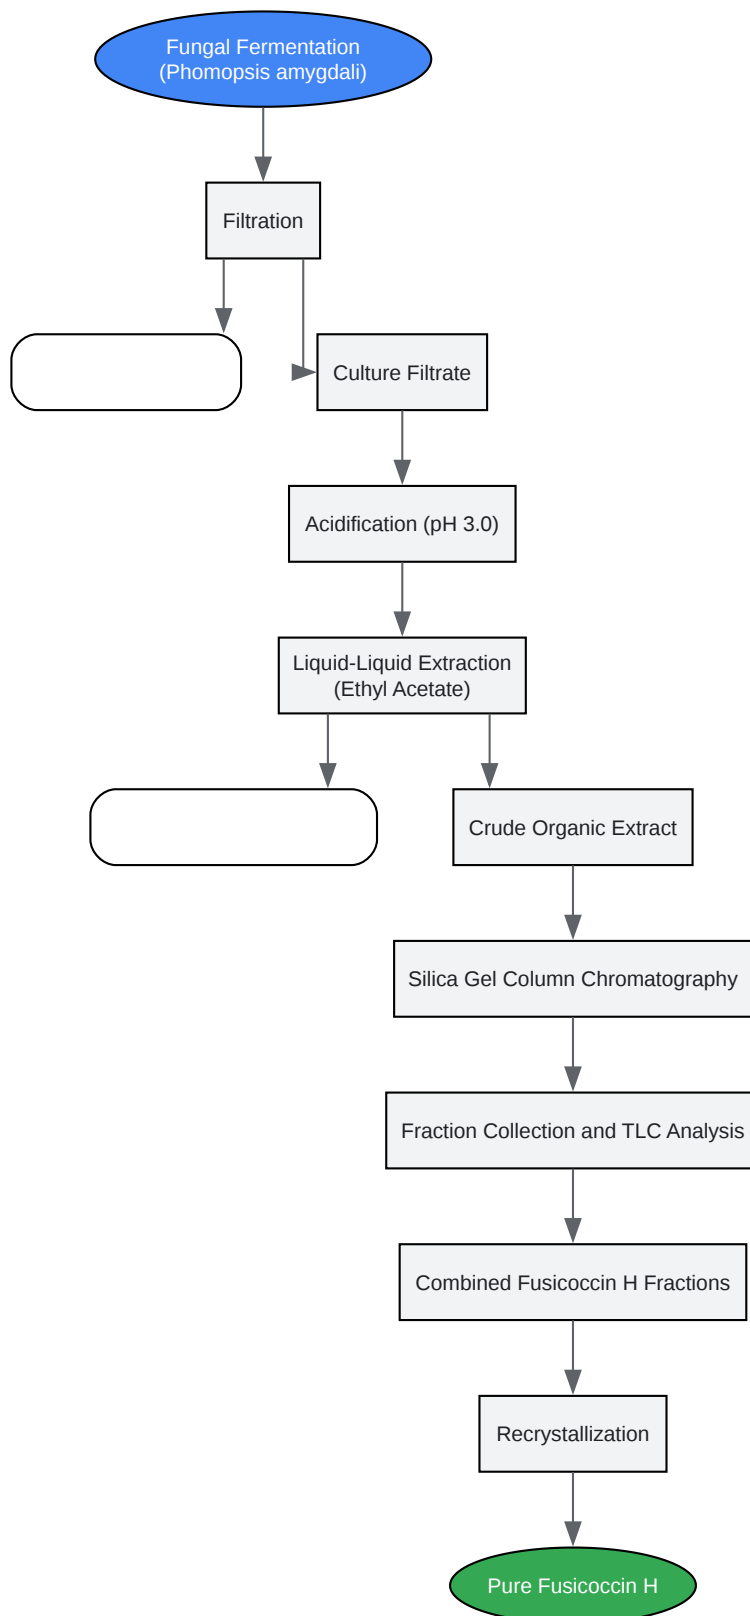 Fungal Fermentation
(Phomopsis amygdali)
Filtration
Culture Filtrate
Acidification (pH 3.0)
Liquid-Liquid Extraction
(Ethyl Acetate)
Crude Organic Extract
Silica Gel Column Chromatography
Fraction Collection and TLC Analysis
Combined Fusicoccin H Fractions
Recrystallization
Pure Fusicoccin H